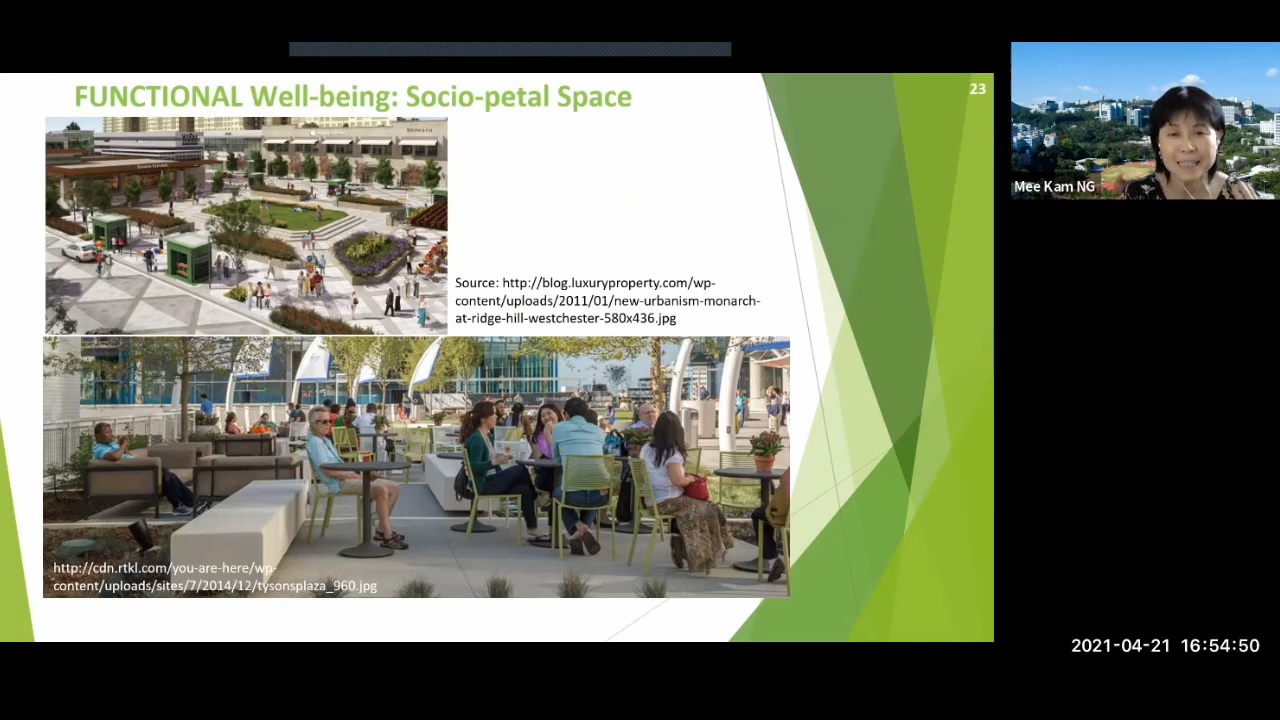 FUNCTIONAL Well-being: Socio-petal Space
23
Source: http://blog.luxuryproperty.com/wp-
content/uploads/2011/01/new-urbanism-monarch-
at-ridge-hill-westchester-580x436.jpg
http://cdn.rtkl.com/you-are-here/wp-
content/uploads/sites/7/2014/12/tysonsplaza_960.jpg
Mee Kam NG
2021-04-21 16:54:50